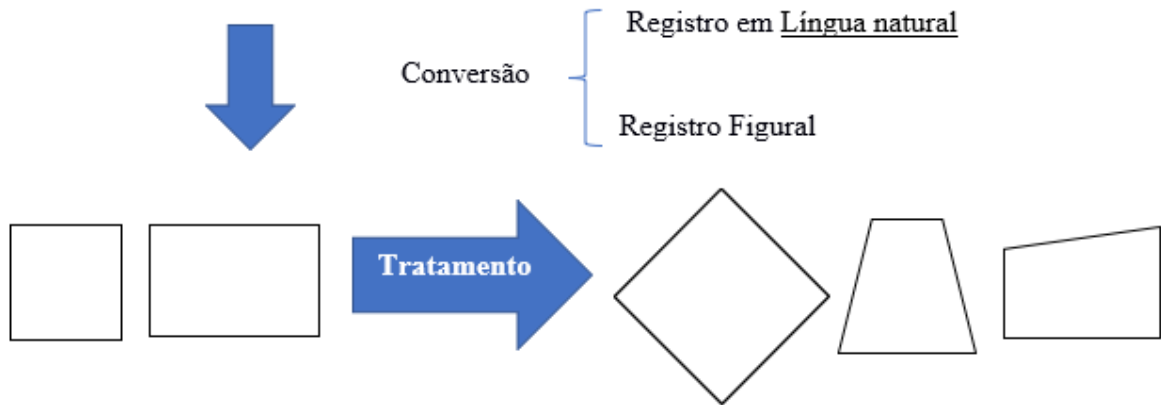 Registro em Língua natural
Conversão
Registro Figural
Tratamento